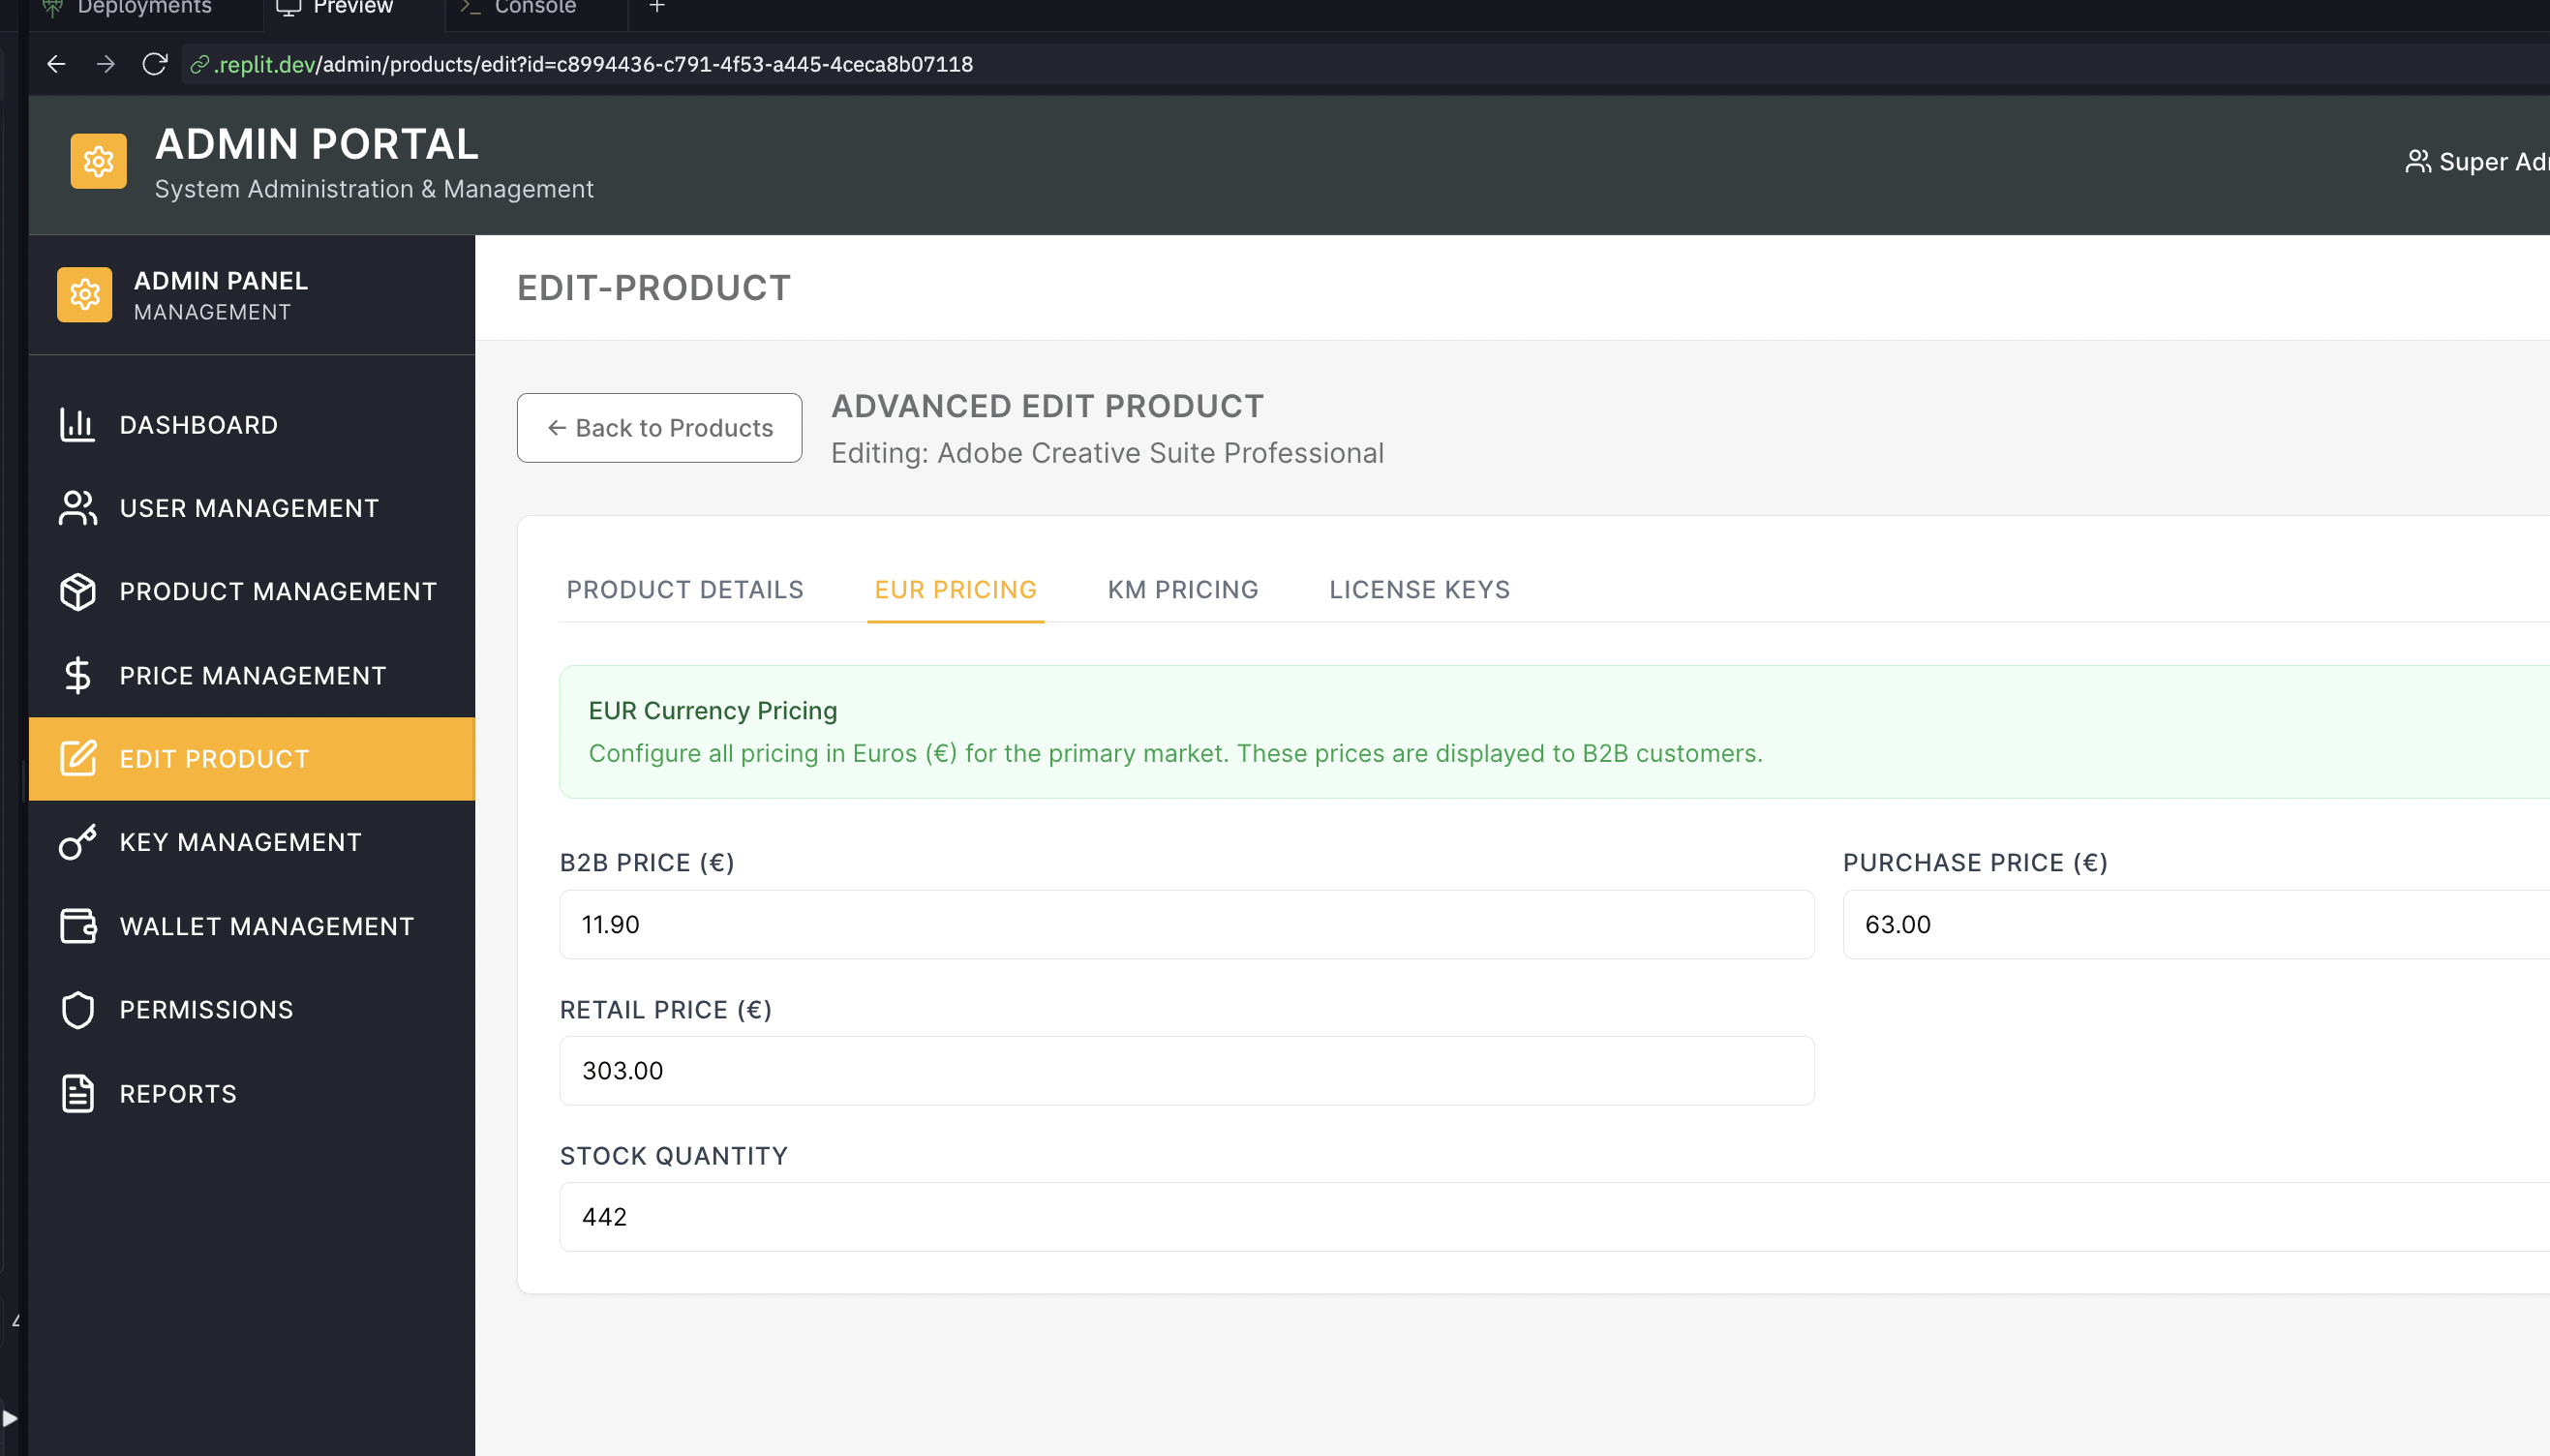 Deployments
Preview
Console
.replit.dev/admin/products/edit?id=c8994436-c791-4f53-a445-4ceca8b07118
ADMIN PORTAL
System Administration & Management
Super
ADMIN PANEL
MANAGEMENT
DASHBOARD
USER MANAGEMENT
PRODUCT MANAGEMENT
PRICE MANAGEMENT
EDIT PRODUCT
KEY MANAGEMENT
WALLET MANAGEMENT
PERMISSIONS
REPORTS
EDIT-PRODUCT
← Back to Products
ADVANCED EDIT PRODUCT
Editing: Adobe Creative Suite Professional
PRODUCT DETAILS
EUR PRICING
KM PRICING
LICENSE KEYS
EUR Currency Pricing
Configure all pricing in Euros (€) for the primary market. These prices are displayed to B2B customers.
B2B PRICE (€)
11.90
PURCHASE PRICE (€)
63.00
RETAIL PRICE (€)
303.00
STOCK QUANTITY
442